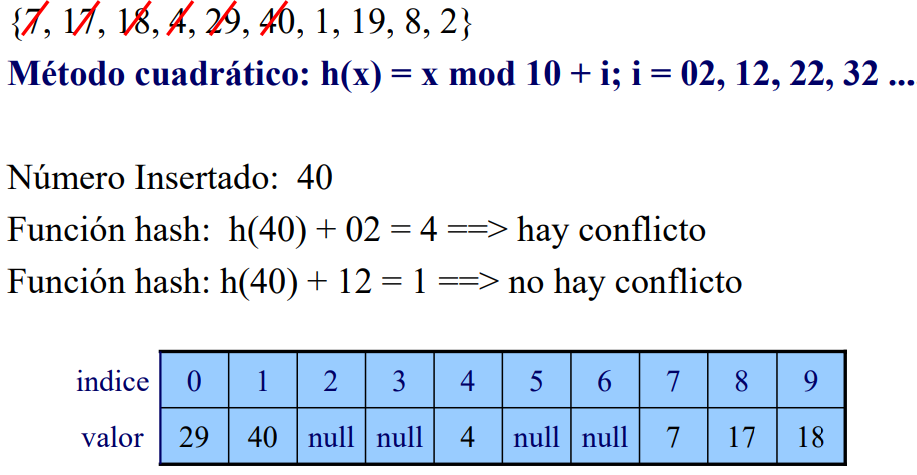 {7, 17, 18, 4, 29, 40, 1, 19, 8, 2}
Método cuadrático: h(x) = x mod 10 + i; i = 02, 12, 22, 32 ...
Número Insertado: 40
Función hash: h(40) + 02 = 4 ==> hay conflicto
Función hash: h(40) + 12 = 1 ==> no hay conflicto
indice 0 1 2 3 4 5 6 7 8 9
valor 29 40 null null 4 null null 7 17 18